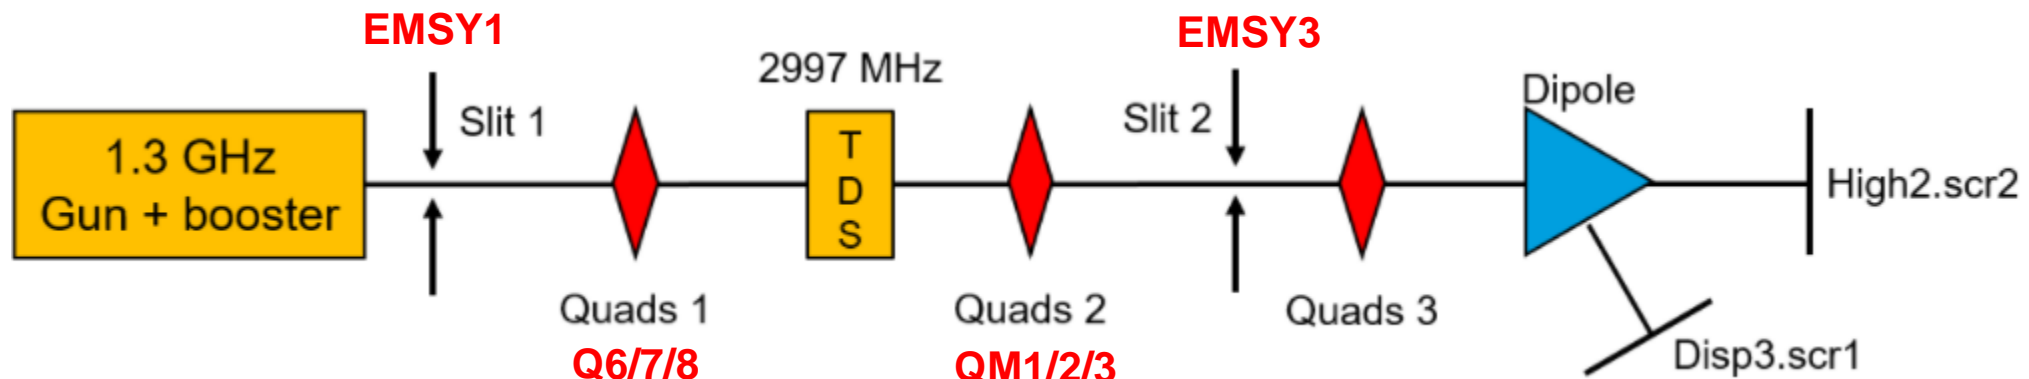 EMSY1
EMSY3
2997 MHz
Dipole
Slit 1
Slit 2
1.3 GHz
Gun + booster
T
D
S
High2.scr2
Quads 1
Quads 2
Quads 3
Q6/7/8
QM1/2/3
Disp3.scr1